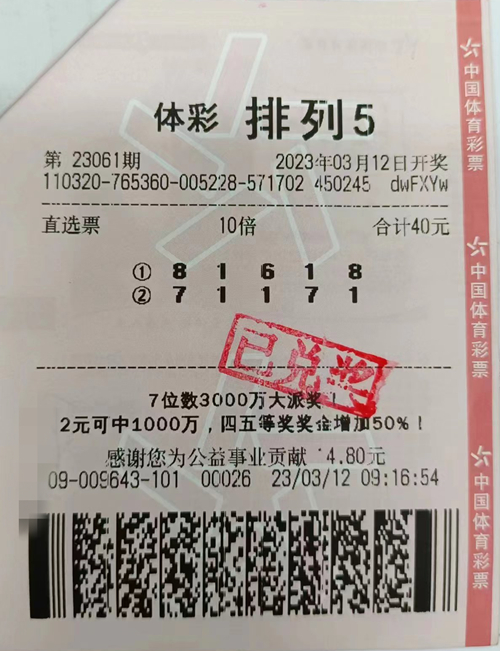 体彩 排列5
第 23061期 2023年03月12日开奖
110320-765360-005228-571702 450245 dwFXYw
直选票 10倍 合计40元
① 8 1 6 1 8
② 7 1 1 7 1
已兑奖
7位数3000万大派奖!
2元可中1000万，四五等奖奖金增加50%!
感谢您为公益事业贡献 14.80元
09-009643-101 00026 23/03/12 09:16:54
中国体育彩票
中国体育彩票
中国体育彩票